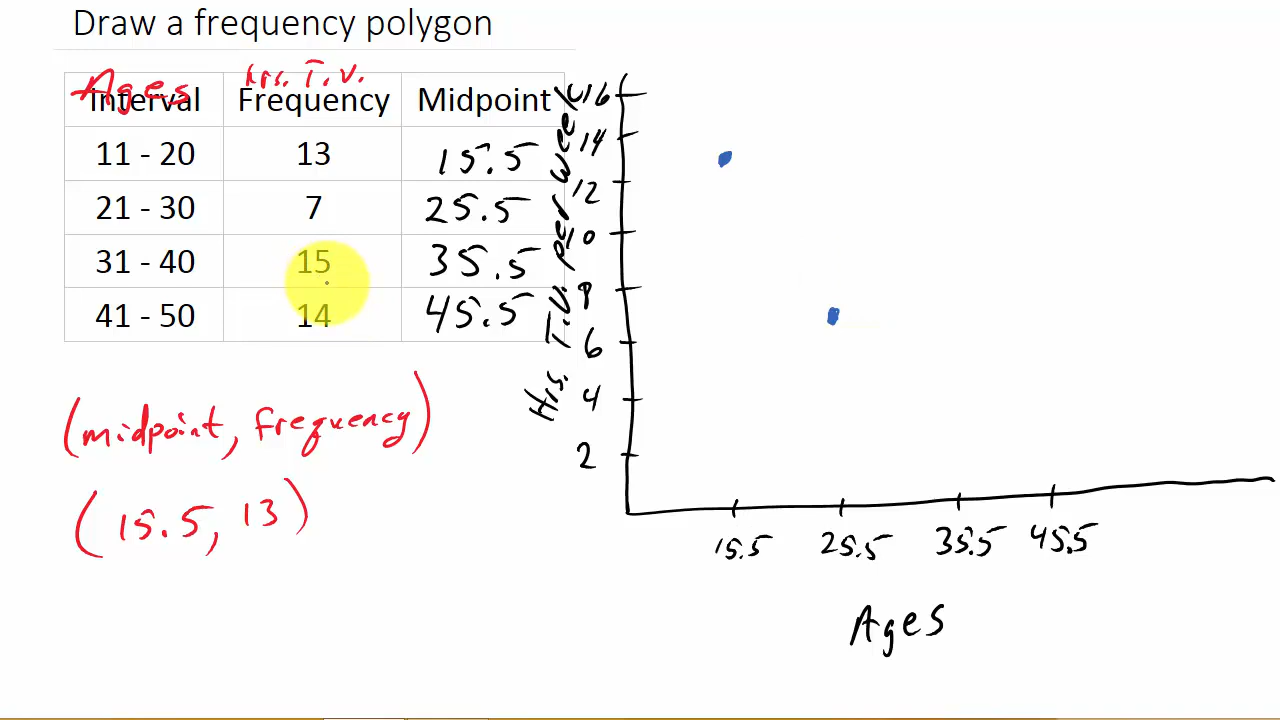 Draw a frequency polygon
Ages hrs. T.V.
Interval Frequency Midpoint
11 - 20 13 15.5
21 - 30 7 25.5
31 - 40 15 35.5
41 - 50 14 45.5
(midpoint, frequency)
(15.5, 13)
Hrs. T.V. per week
16
14
12
10
8
6
4
2
15.5 25.5 35.5 45.5
Ages